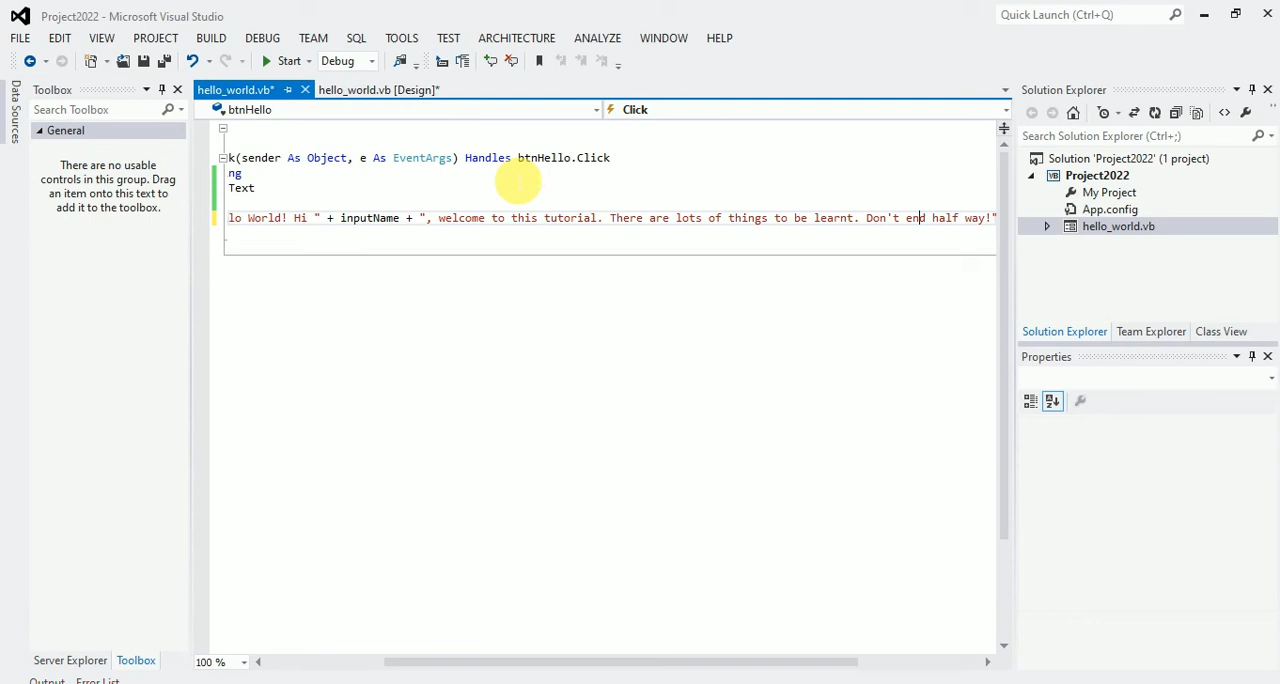 Project2022 - Microsoft Visual Studio
Quick Launch (Ctrl+Q)
FILE EDIT VIEW PROJECT BUILD DEBUG TEAM SQL TOOLS TEST ARCHITECTURE ANALYZE WINDOW HELP
Start Debug
Data Sources
Toolbox
Search Toolbox
General
There are no usable
controls in this group. Drag
an item onto this text to
add it to the toolbox.
Server Explorer Toolbox
hello_world.vb* hello_world.vb [Design]*
btnHello Click
k(sender As Object, e As EventArgs) Handles btnHello.Click
ng
Text
lo World! Hi " + inputName + ", welcome to this tutorial. There are lots of things to be learnt. Don't end half way!"
100 %
Solution Explorer
Search Solution Explorer (Ctrl+;)
Solution 'Project2022' (1 project)
VB Project2022
My Project
App.config
hello_world.vb
Solution Explorer Team Explorer Class View
Properties
Output Error List